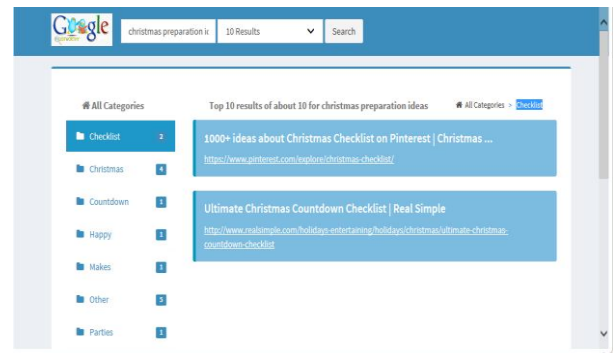 Google
christmas preparation
10 Results
Search
All Categories
Top 10 results of about 10 for christmas preparation ideas
All Categories > Checklist
Checklist 2
1000+ ideas about Christmas Checklist on Pinterest | Christmas ...
https://www.pinterest.com/explore/christmas-checklist/
Christmas 4
Countdown 1
Ultimate Christmas Countdown Checklist | Real Simple
http://www.realsimple.com/holidays-entertaining/holidays/christmas/ultimate-christmas-
countdown-checklist
Happy 1
Makes 1
Other 5
Parties 1